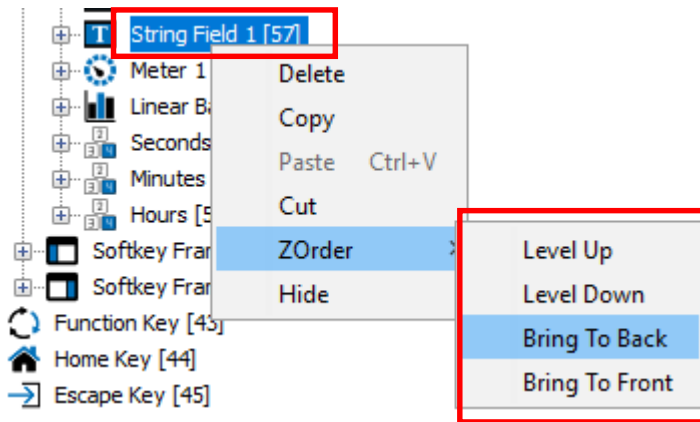 String Field 1 [57]
Meter 1
Linear Ba
Seconds
Minutes
Hours [5
Softkey Fran
Softkey Fran
Function Key [43]
Home Key [44]
Escape Key [45]
Delete
Copy
Paste Ctrl+V
Cut
ZOrder
Hide
Level Up
Level Down
Bring To Back
Bring To Front